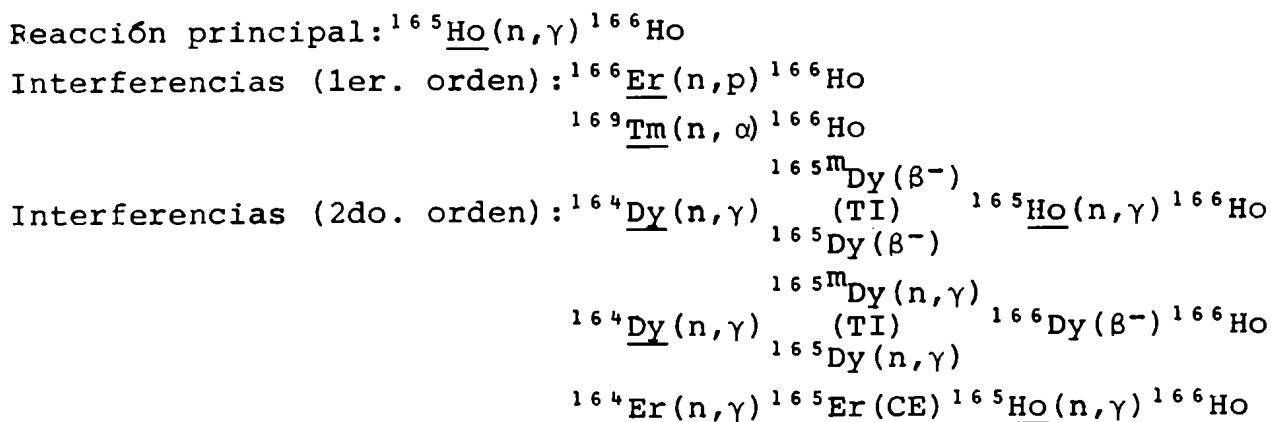 Reacción principal: ¹⁶⁵Ho(n,γ)¹⁶⁶Ho
Interferencias (1er. orden): ¹⁶⁶Er(n,p)¹⁶⁶Ho
¹⁶⁹Tm(n, α)¹⁶⁶Ho
¹⁶⁵ᵐDy(β⁻)
Interferencias (2do. orden): ¹⁶⁴Dy(n,γ) (TI) ¹⁶⁵Ho(n,γ)¹⁶⁶Ho
¹⁶⁵Dy(β⁻)
¹⁶⁵ᵐDy(n,γ)
¹⁶⁴Dy(n,γ) (TI) ¹⁶⁶Dy(β⁻)¹⁶⁶Ho
¹⁶⁵Dy(n,γ)
¹⁶⁴Er(n,γ)¹⁶⁵Er(CE)¹⁶⁵Ho(n,γ)¹⁶⁶Ho